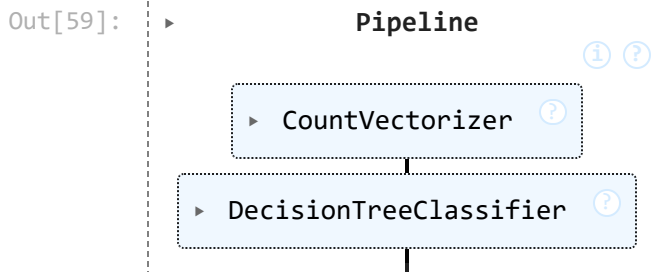 Out[59]: ▸ Pipeline
i ?
▸ CountVectorizer ?
▸ DecisionTreeClassifier ?